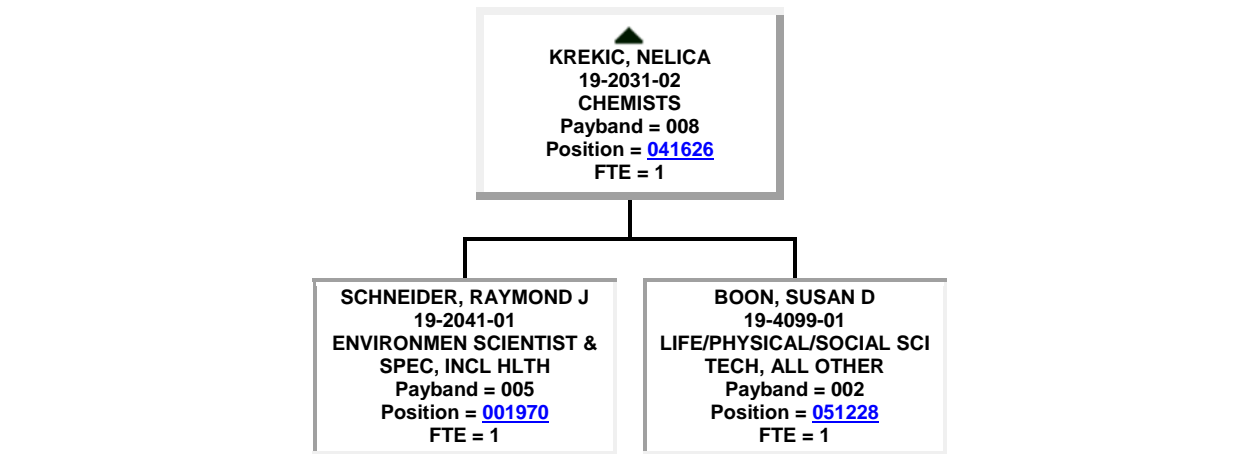 KREKIC, NELICA
19-2031-02
CHEMISTS
Payband = 008
Position = 041626
FTE = 1
SCHNEIDER, RAYMOND J
19-2041-01
ENVIRONMEN SCIENTIST &
SPEC, INCL HLTH
Payband = 005
Position = 001970
FTE = 1
BOON, SUSAN D
19-4099-01
LIFE/PHYSICAL/SOCIAL SCI
TECH, ALL OTHER
Payband = 002
Position = 051228
FTE = 1